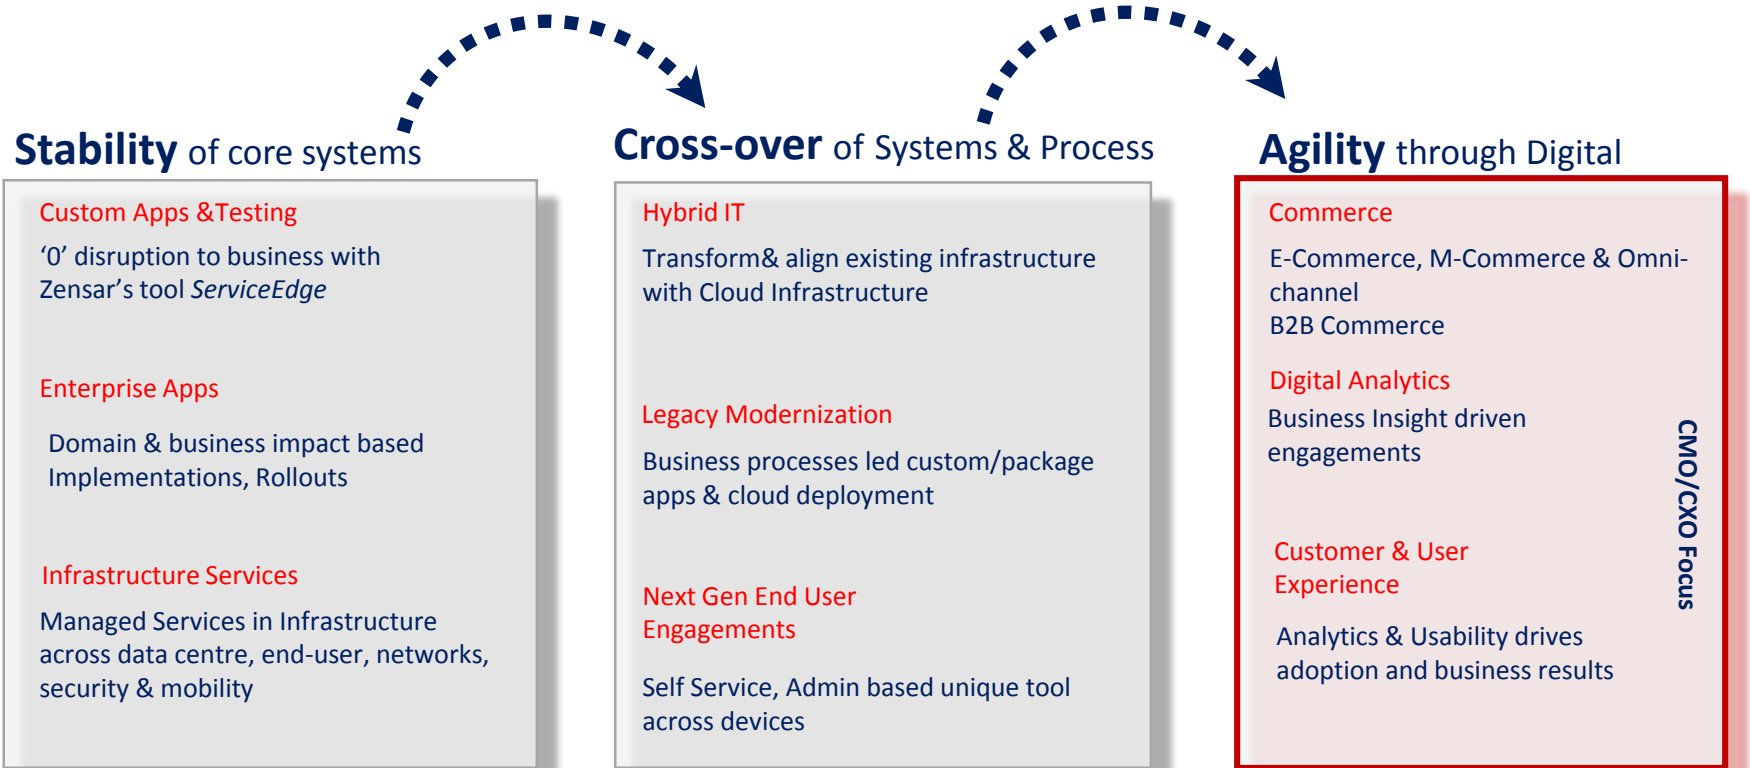 Stability of core systems
Custom Apps &Testing
‘0’ disruption to business with
Zensar’s tool ServiceEdge
Enterprise Apps
Domain & business impact based
Implementations, Rollouts
Infrastructure Services
Managed Services in Infrastructure
across data centre, end-user, networks,
security & mobility
Cross-over of Systems & Process
Hybrid IT
Transform& align existing infrastructure
with Cloud Infrastructure
Legacy Modernization
Business processes led custom/package
apps & cloud deployment
Next Gen End User
Engagements
Self Service, Admin based unique tool
across devices
Agility through Digital
Commerce
E-Commerce, M-Commerce & Omni-
channel
B2B Commerce
Digital Analytics
Business Insight driven
engagements
Customer & User
Experience
Analytics & Usability drives
adoption and business results
CMO/CXO Focus